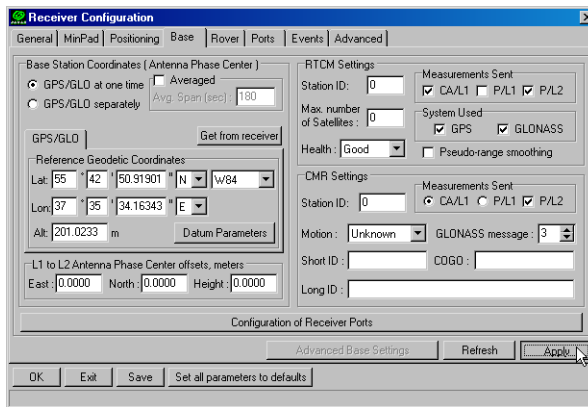 Receiver Configuration
General MinPad Positioning Base Rover Ports Events Advanced
Base Station Coordinates ( Antenna Phase Center )
GPS/GLO at one time Averaged
GPS/GLO separately Avg. Span (sec) : 180
GPS/GLO Get from receiver
Reference Geodetic Coordinates
Lat: 55 ° 42 ' 50.91901 " N W84
Lon: 37 ° 35 ' 34.16343 " E
Alt: 201.0233 m Datum Parameters
L1 to L2 Antenna Phase Center offsets, meters
East : 0.0000 North : 0.0000 Height : 0.0000
RTCM Settings
Station ID: 0
Measurements Sent
CA/L1 P/L1 P/L2
Max. number
of Satellites : 0
System Used
GPS GLONASS
Health : Good Pseudo-range smoothing
CMR Settings
Station ID: 0
Measurements Sent
CA/L1 P/L1 P/L2
Motion : Unknown GLONASS message : 3
Short ID : COGO :
Long ID :
Configuration of Receiver Ports
Advanced Base Settings Refresh Apply
OK Exit Save Set all parameters to defaults